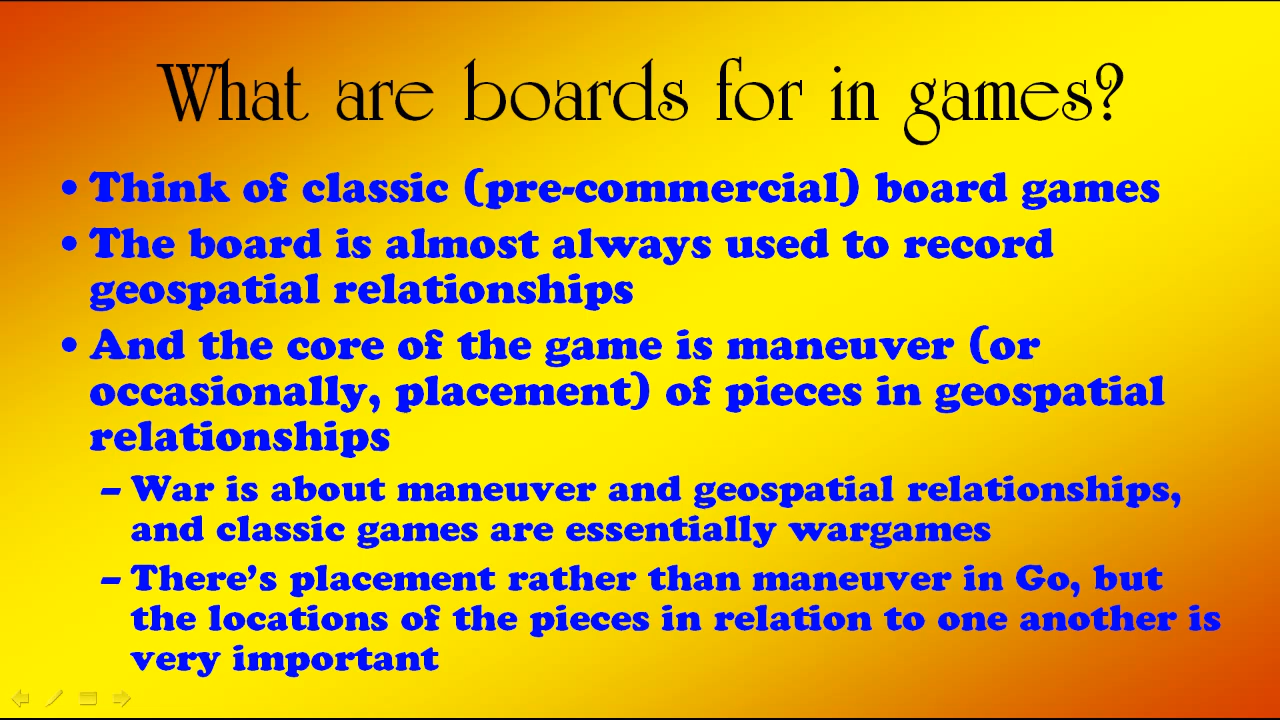 What are boards for in games?
• Think of classic (pre-commercial) board games
• The board is almost always used to record
geospatial relationships
• And the core of the game is maneuver (or
occasionally, placement) of pieces in geospatial
relationships
– War is about maneuver and geospatial relationships,
and classic games are essentially wargames
– There’s placement rather than maneuver in Go, but
the locations of the pieces in relation to one another is
very important